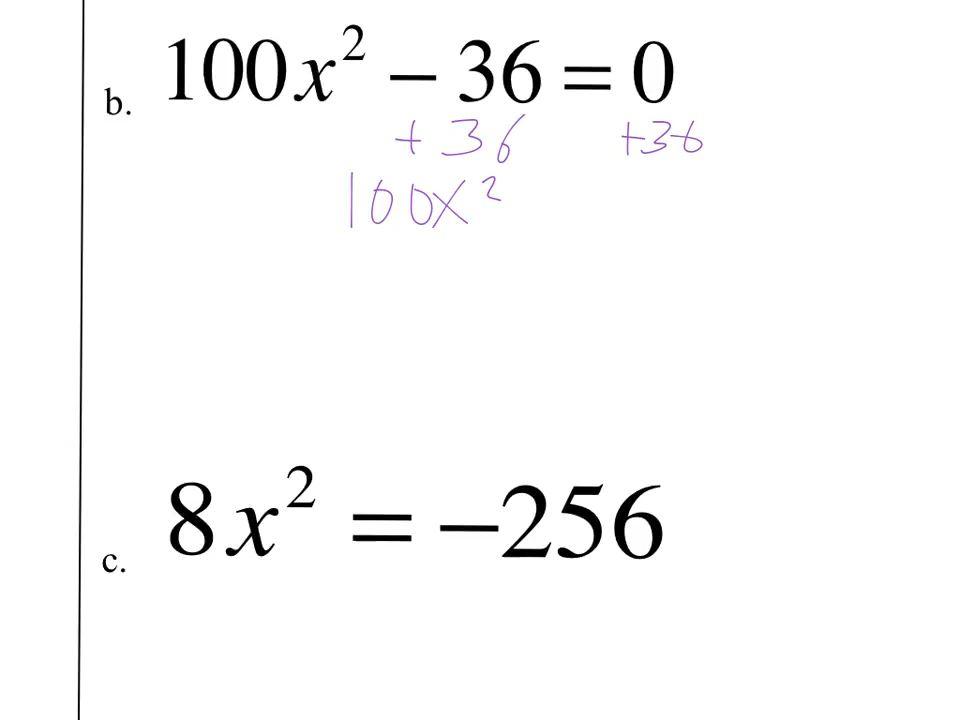 b. 100x² − 36 = 0
+36 +36
100x²
c. 8x² = −256